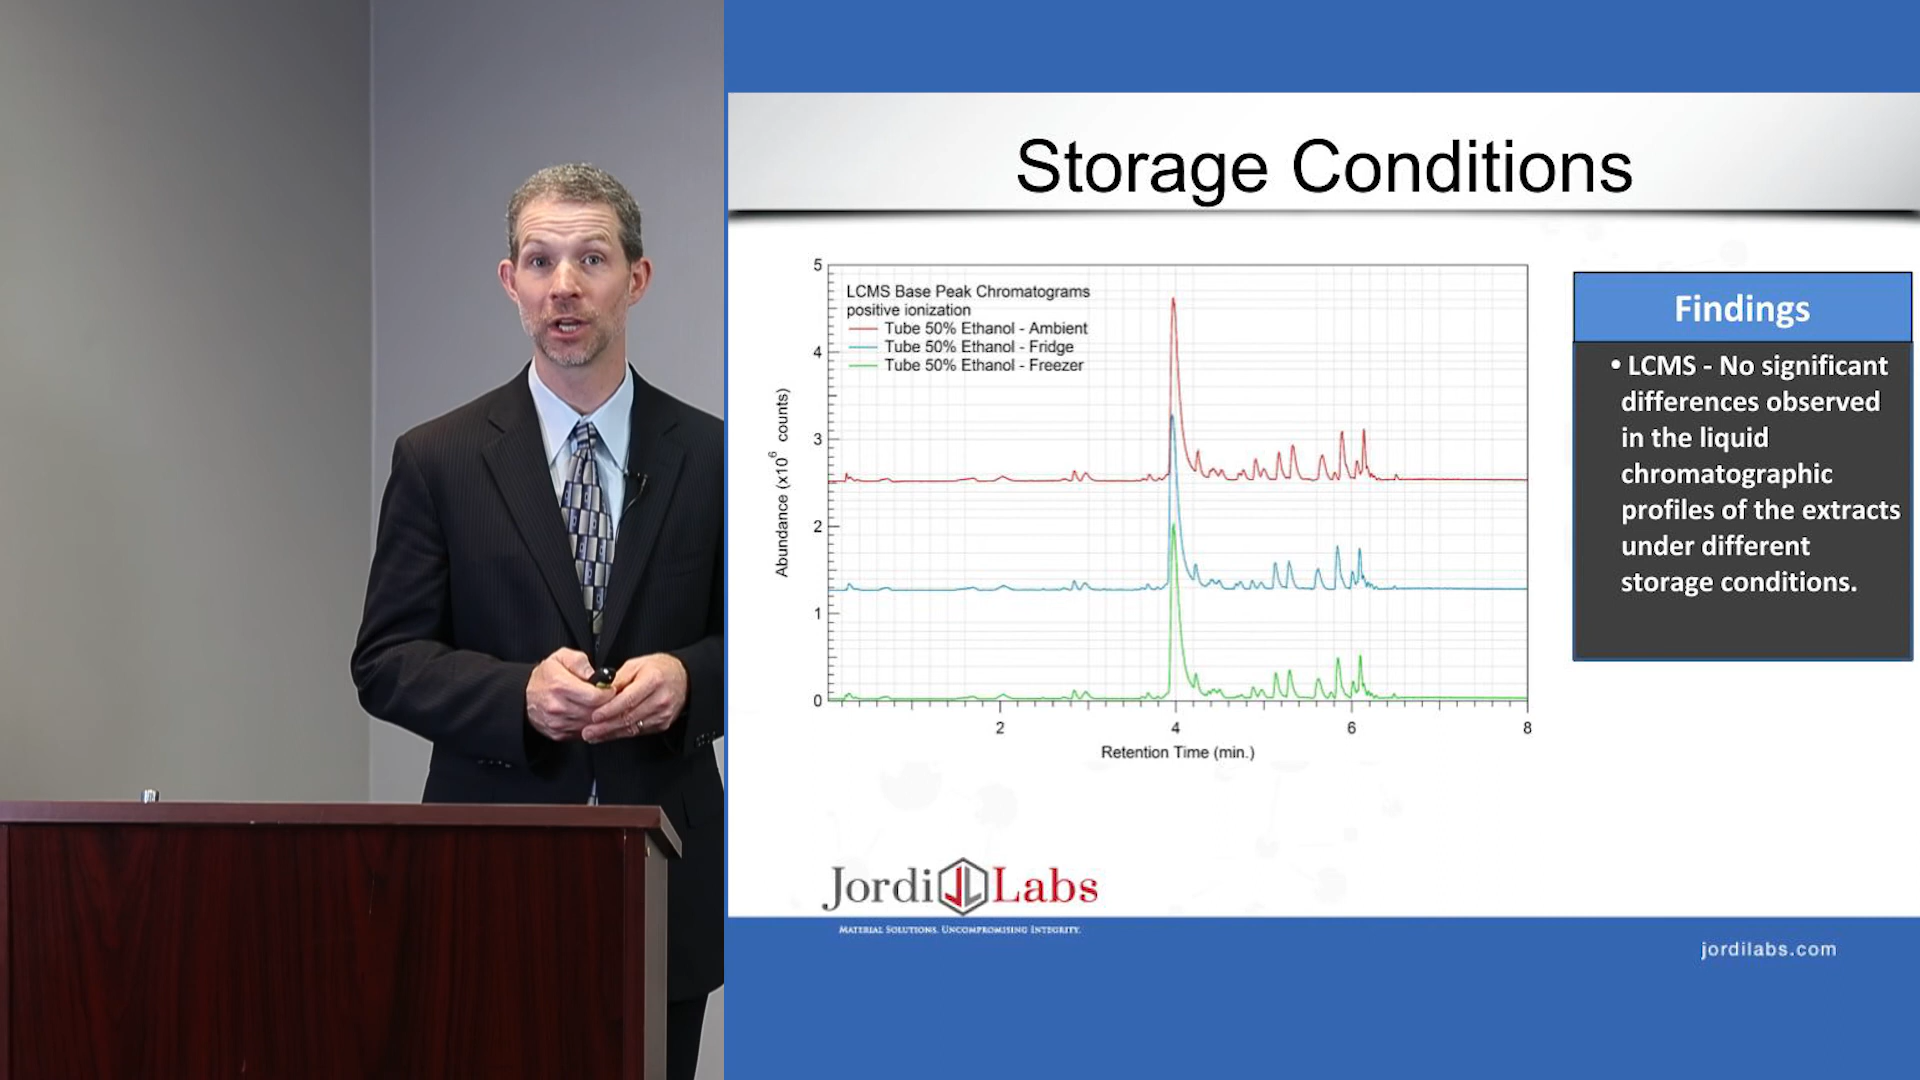 Storage Conditions
5
4
3
2
1
0
Abundance (x10⁶ counts)
LCMS Base Peak Chromatograms
positive ionization
Tube 50% Ethanol - Ambient
Tube 50% Ethanol - Fridge
Tube 50% Ethanol - Freezer
2 4 6 8
Retention Time (min.)
Findings
• LCMS - No significant
differences observed
in the liquid
chromatographic
profiles of the extracts
under different
storage conditions.
Jordi JL Labs
MATERIAL SOLUTIONS. UNCOMPROMISING INTEGRITY.
jordilabs.com